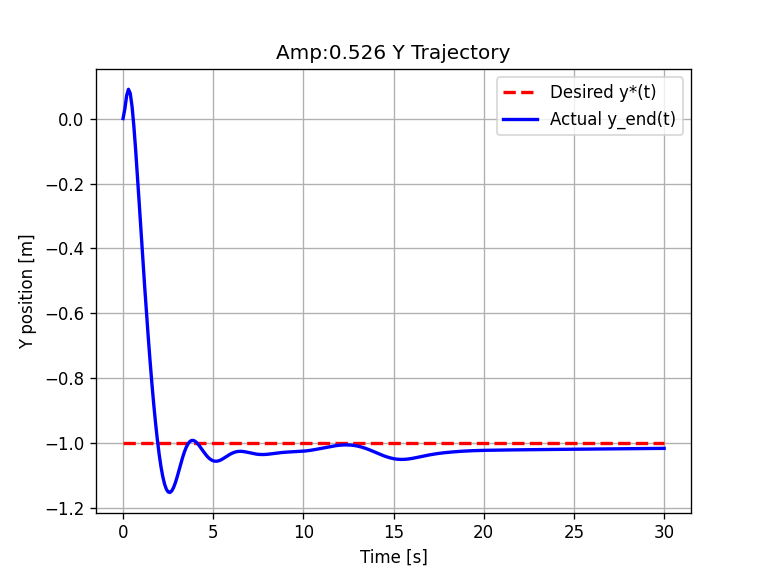 Amp:0.526 Y Trajectory
Desired y*(t)
Actual y_end(t)
Y position [m]
0.0
−0.2
−0.4
−0.6
−0.8
−1.0
−1.2
0 5 10 15 20 25 30
Time [s]